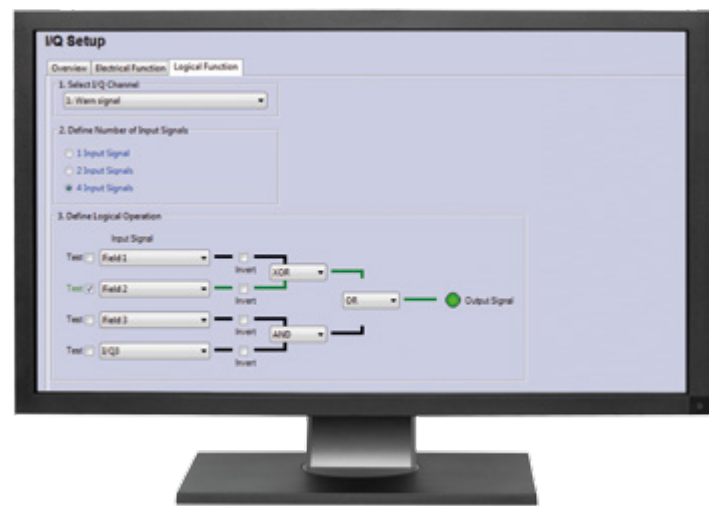 I/Q Setup
Overview Electrical Function Logical Function
1. Select I/Q Channel
1: Warn signal
2. Define Number of Input Signals
1 Input Signal
2 Input Signals
4 Input Signals
3. Define Logical Operation
Input Signal
Test Field 1
Invert
XOR
Test Field 2
Invert
OR
Output Signal
Test Field 3
Invert
AND
Test I/Q3
Invert